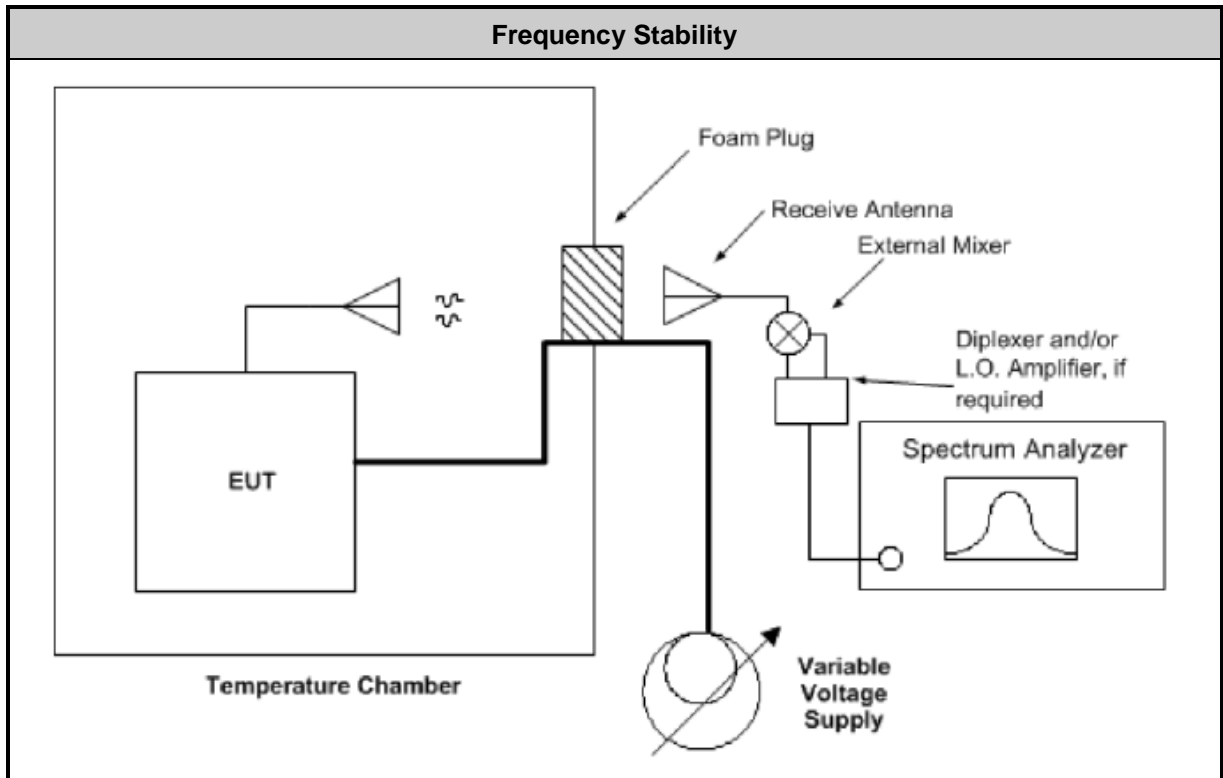 Frequency Stability
Foam Plug
Receive Antenna
External Mixer
Diplexer and/or
L.O. Amplifier, if
required
Spectrum Analyzer
EUT
Temperature Chamber
Variable
Voltage
Supply